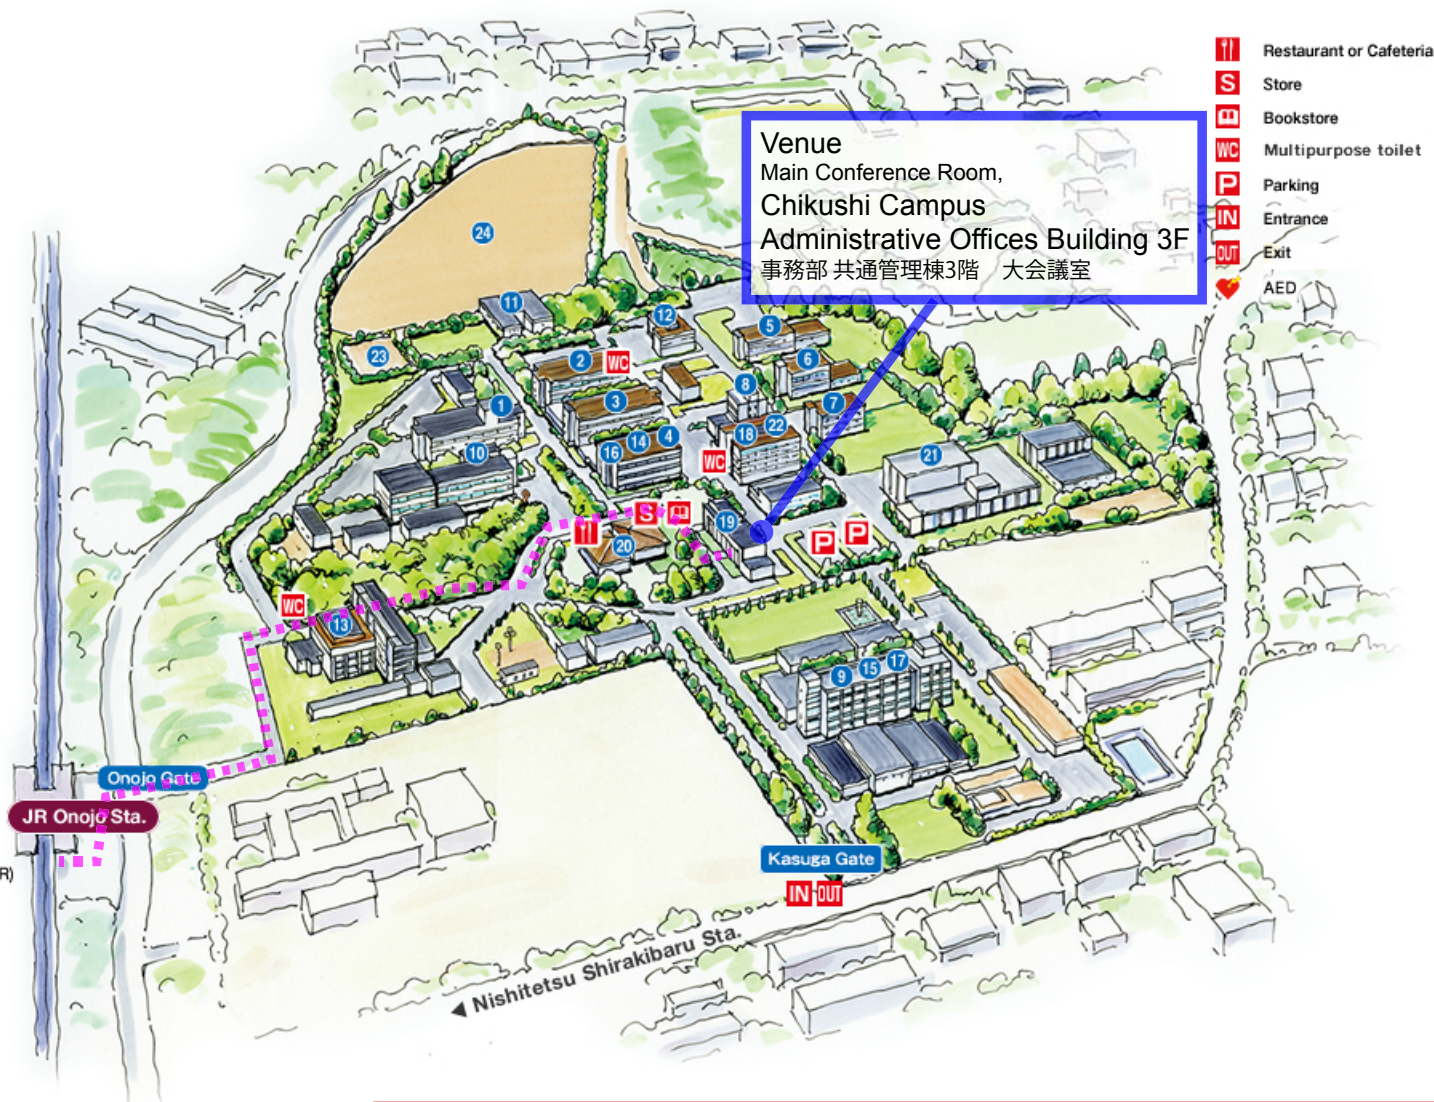 Restaurant or Cafeteria
S Store
Bookstore
WC Multipurpose toilet
P Parking
IN Entrance
OUT Exit
AED
Venue
Main Conference Room,
Chikushi Campus
Administrative Offices Building 3F
事務部 共通管理棟3階 大会議室
24
11
12
5
23
2
WC
6
8
3
7
1
22
18
4
14
16
10
WC
21
S
19
20
P
P
WC
13
17
15
9
Onojo Gate
JR Onojo Sta.
R)
Kasuga Gate
IN OUT
Nishitetsu Shirakibaru Sta.